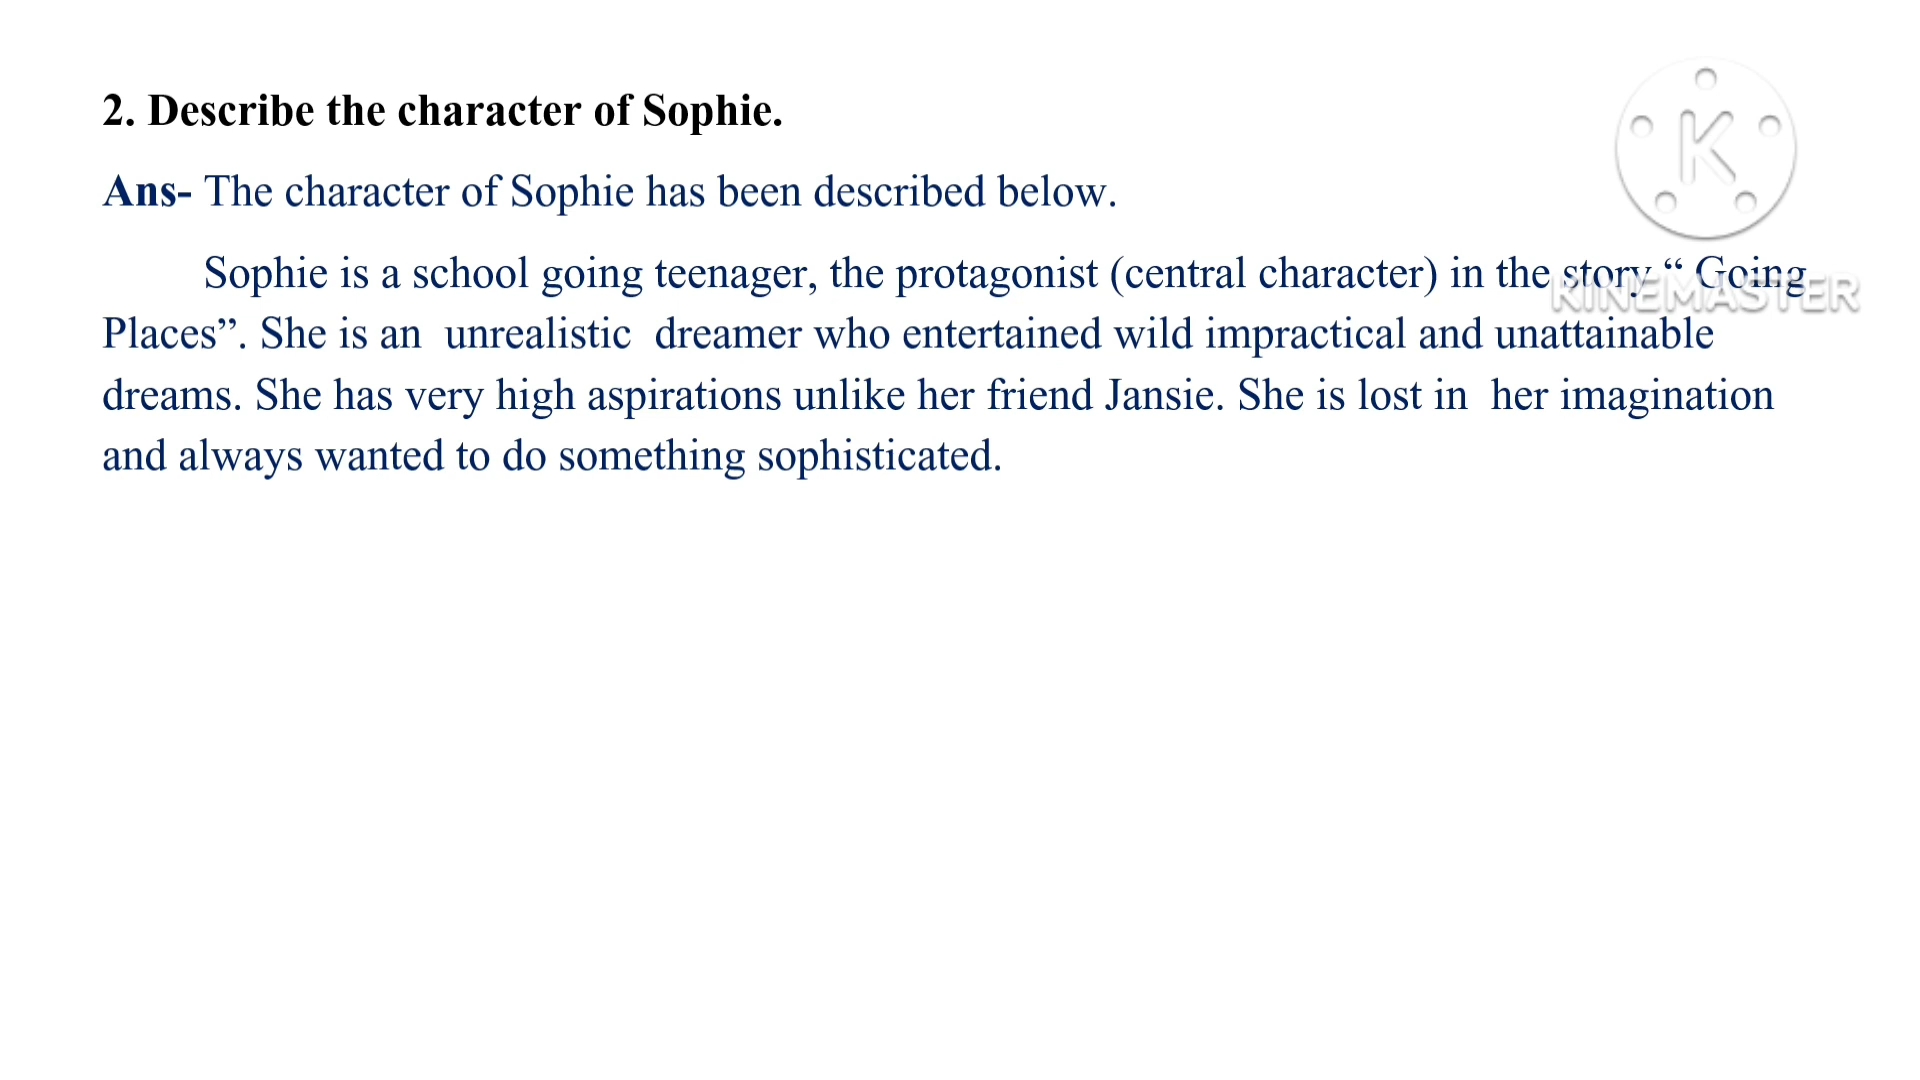 2. Describe the character of Sophie.
Ans- The character of Sophie has been described below.
Sophie is a school going teenager, the protagonist (central character) in the story “ Going
Places”. She is an  unrealistic  dreamer who entertained wild impractical and unattainable
dreams. She has very high aspirations unlike her friend Jansie. She is lost in  her imagination
and always wanted to do something sophisticated.
K
KINEMASTER